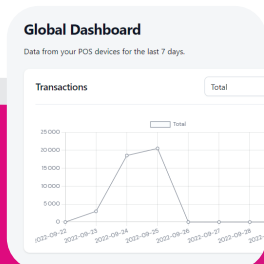 Global Dashboard
Data from your POS devices for the last 7 days.
Transactions
Total
Total
25 000
20 000
15 000
10 000
5 000
0
2022-09-22
2022-09-23
2022-09-24
2022-09-25
2022-09-26
2022-09-27
2022-09-28
2022-